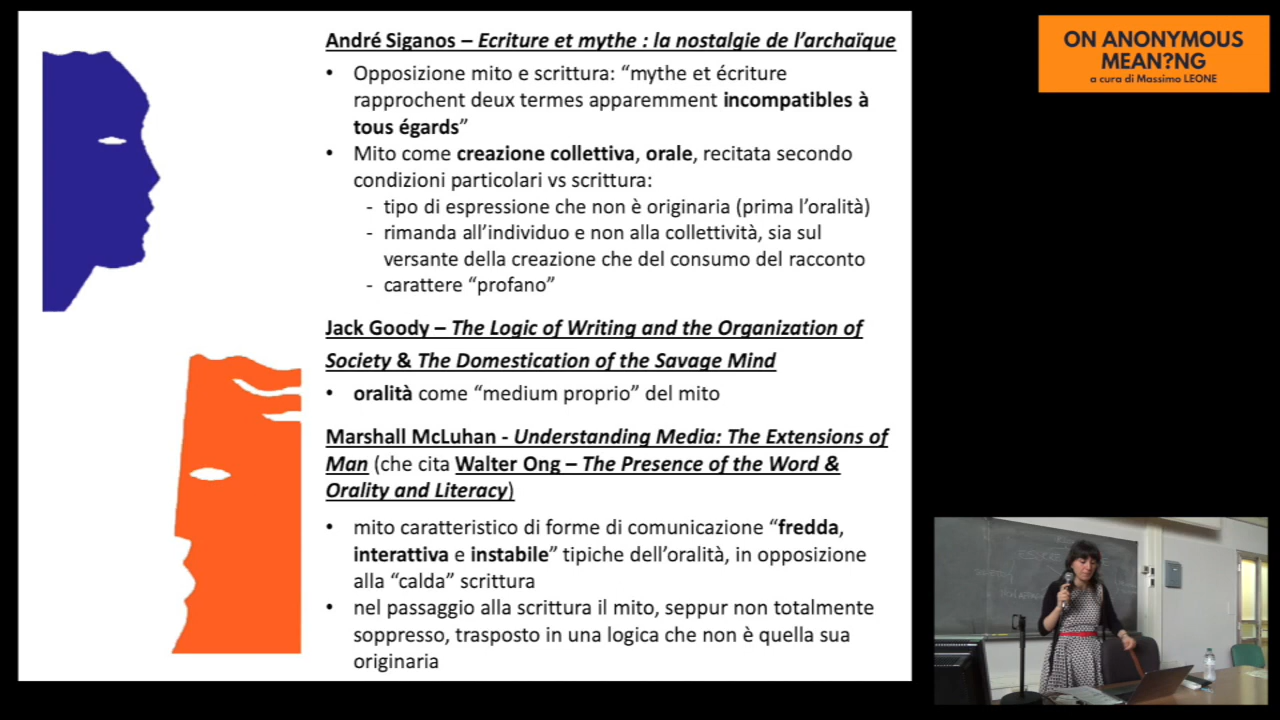 André Siganos – Ecriture et mythe : la nostalgie de l’archaïque
• Opposizione mito e scrittura: “mythe et écriture
rapprochent deux termes apparemment incompatibles à
tous égards”
• Mito come creazione collettiva, orale, recitata secondo
condizioni particolari vs scrittura:
- tipo di espressione che non è originaria (prima l’oralità)
- rimanda all’individuo e non alla collettività, sia sul
versante della creazione che del consumo del racconto
- carattere “profano”
Jack Goody – The Logic of Writing and the Organization of
Society & The Domestication of the Savage Mind
• oralità come “medium proprio” del mito
Marshall McLuhan - Understanding Media: The Extensions of
Man (che cita Walter Ong – The Presence of the Word &
Orality and Literacy)
• mito caratteristico di forme di comunicazione “fredda,
interattiva e instabile” tipiche dell’oralità, in opposizione
alla “calda” scrittura
• nel passaggio alla scrittura il mito, seppur non totalmente
soppresso, trasposto in una logica che non è quella sua
originaria
ON ANONYMOUS
MEAN?NG
a cura di Massimo LEONE